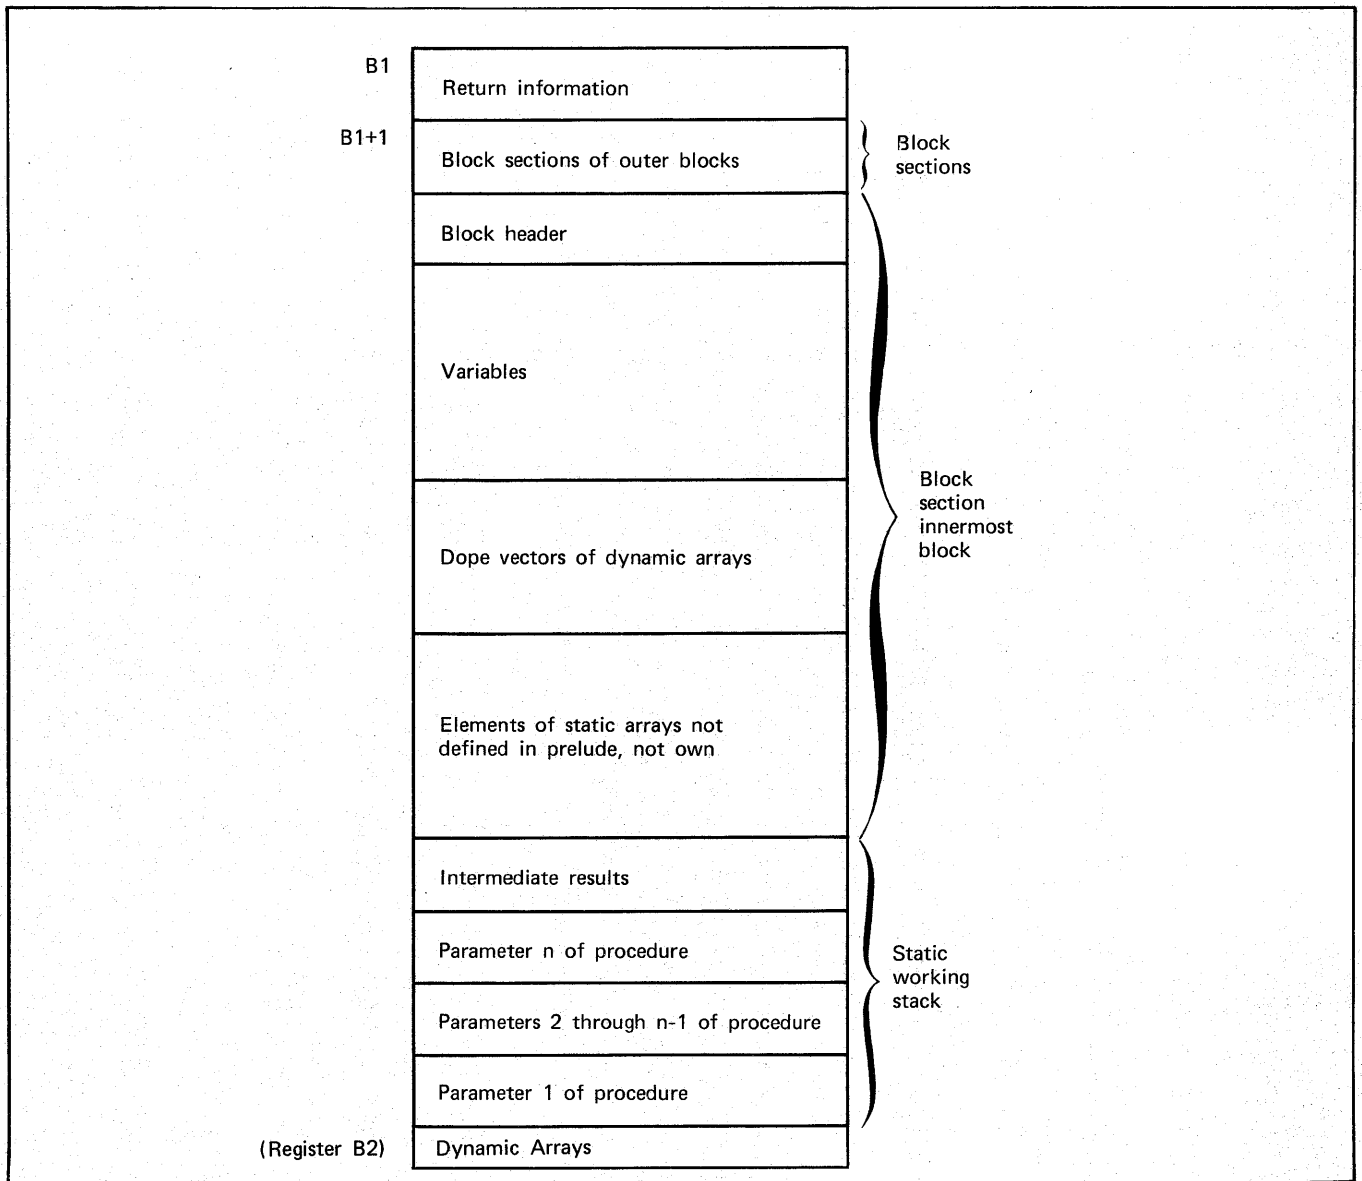 B1
Return information
B1+1
Block sections of outer blocks
Block
sections
Block header
Variables
Block
section
innermost
block
Dope vectors of dynamic arrays
Elements of static arrays not
defined in prelude, not own
Intermediate results
Parameter n of procedure
Static
working
stack
Parameters 2 through n-1 of procedure
Parameter 1 of procedure
(Register B2)
Dynamic Arrays